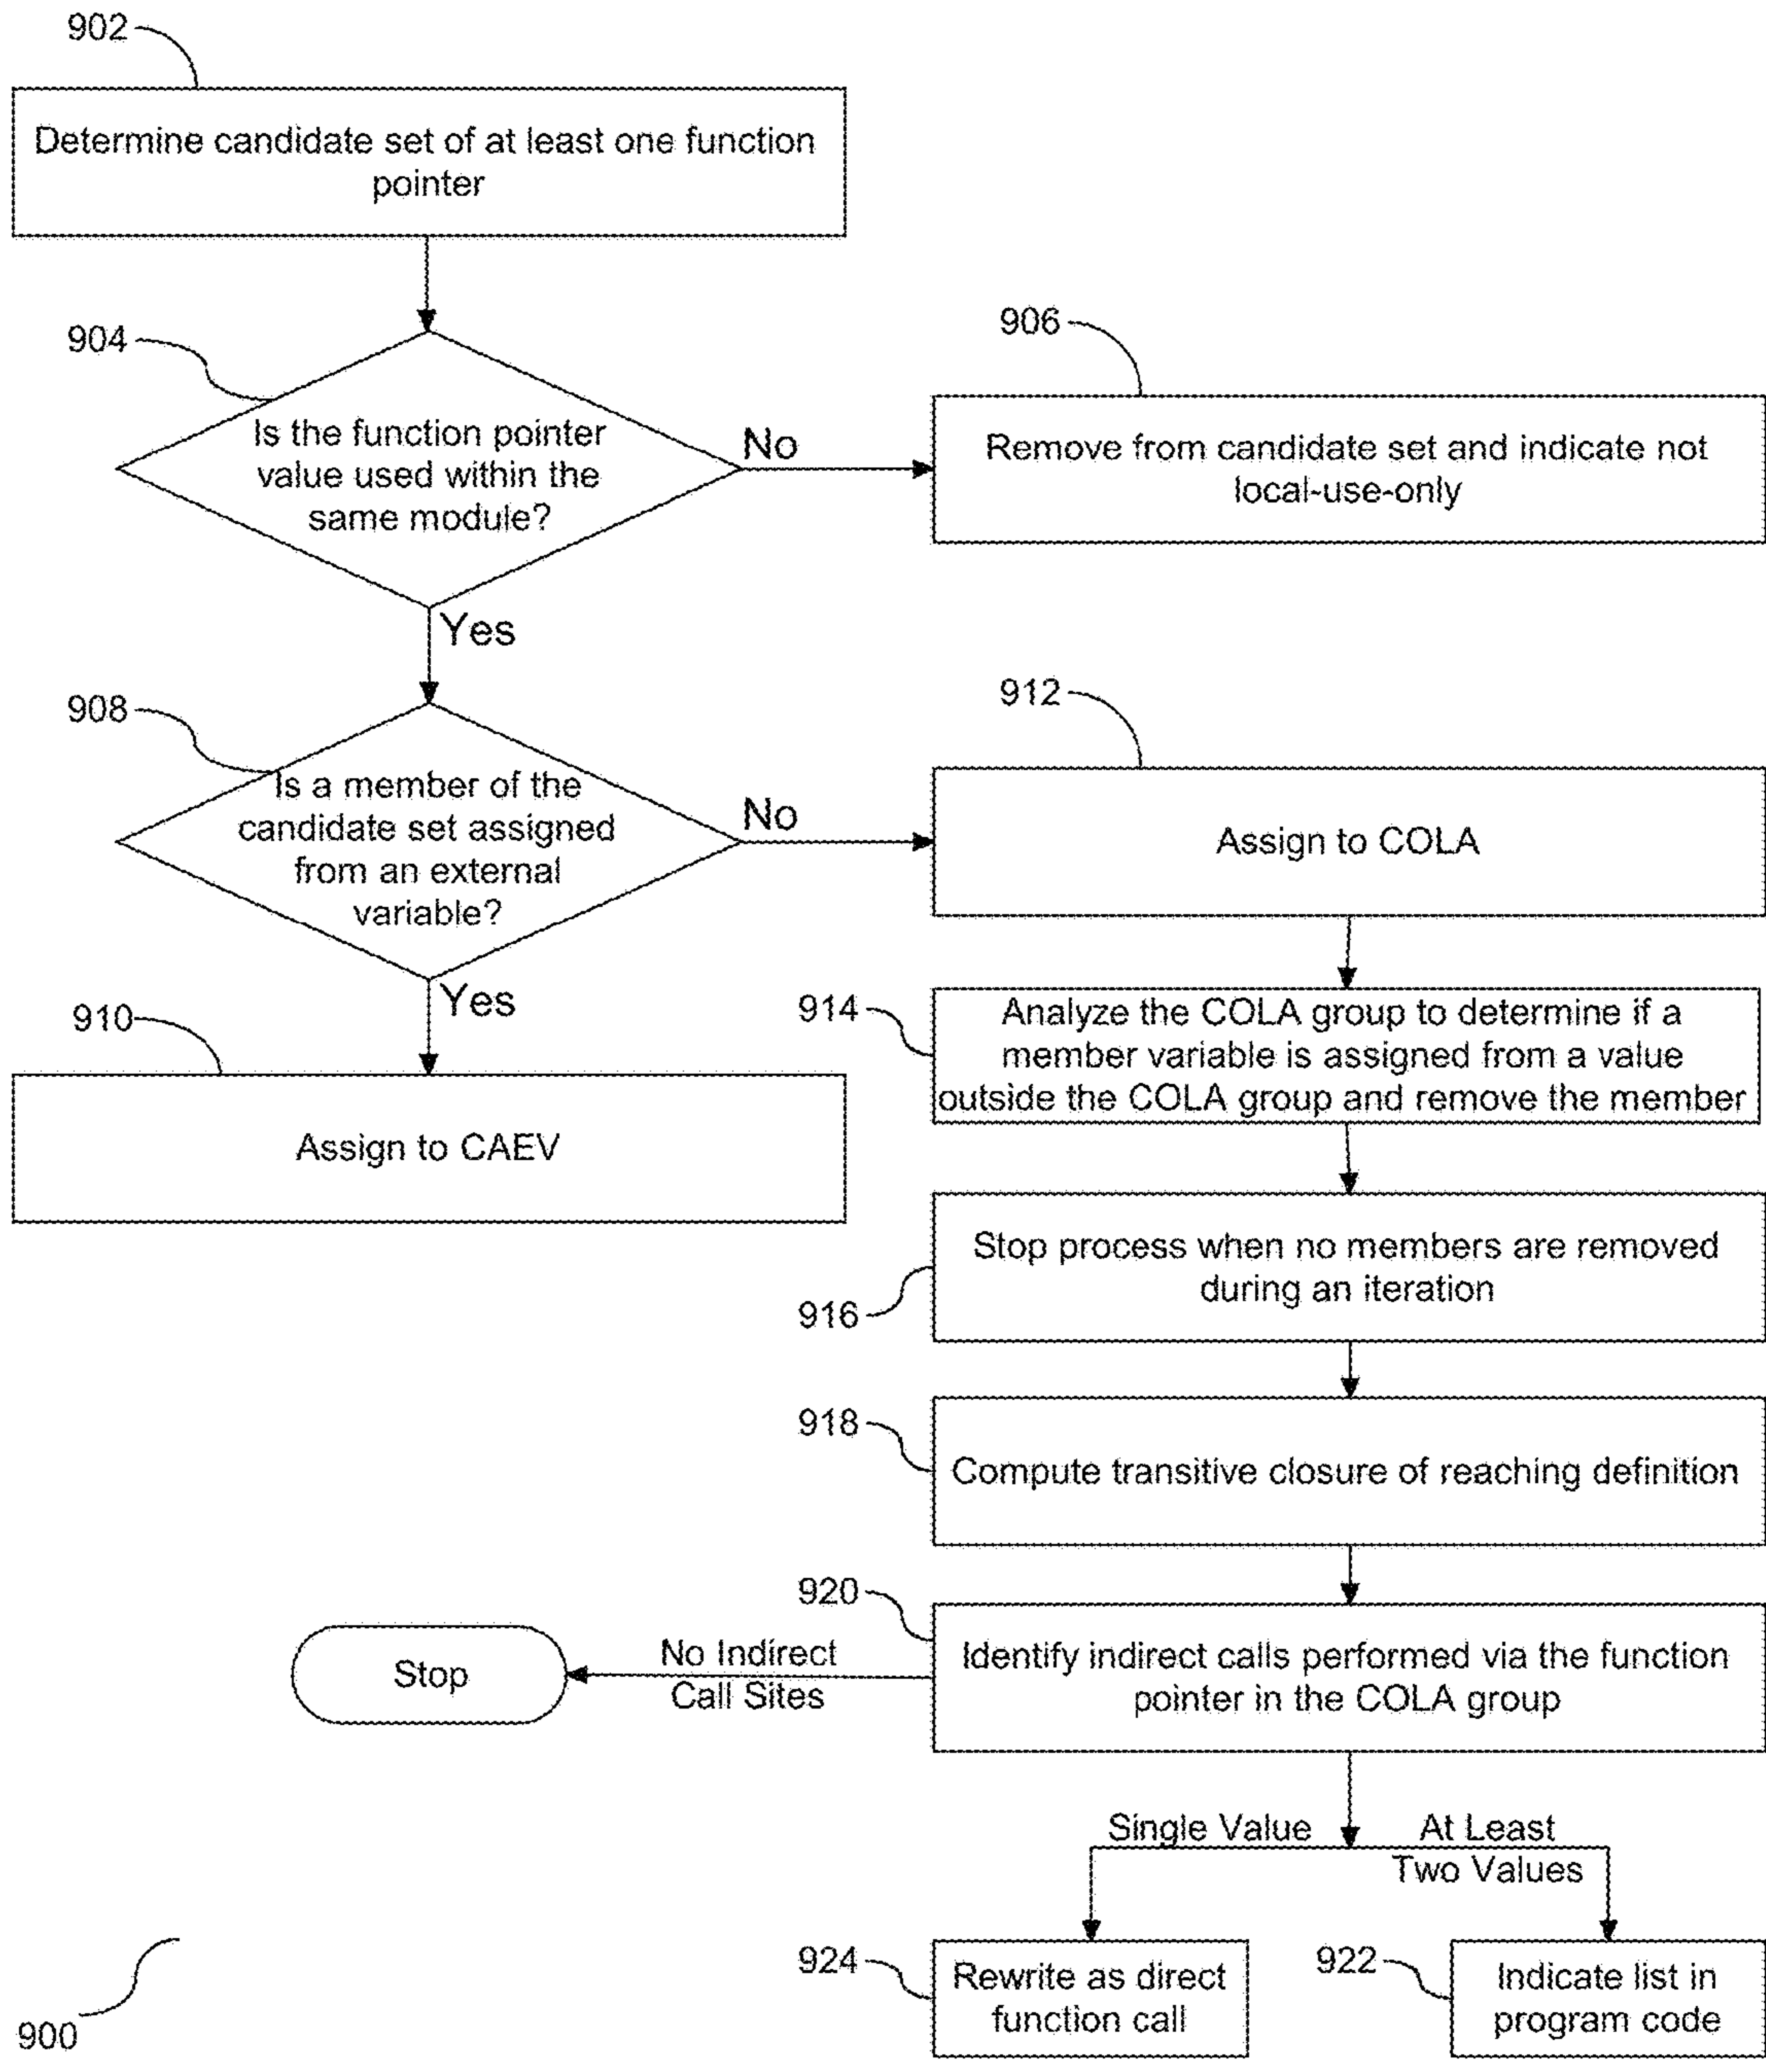 902
Determine candidate set of at least one function
pointer
904
Is the function pointer
value used within the
same module?
No
906
Remove from candidate set and indicate not
local-use-only
Yes
908
Is a member of the
candidate set assigned
from an external
variable?
No
912
Assign to COLA
Yes
910
Assign to CAEV
914
Analyze the COLA group to determine if a
member variable is assigned from a value
outside the COLA group and remove the member
916
Stop process when no members are removed
during an iteration
918
Compute transitive closure of reaching definition
920
Identify indirect calls performed via the function
pointer in the COLA group
No Indirect
Call Sites
Stop
Single Value
At Least
Two Values
924
Rewrite as direct
function call
922
Indicate list in
program code
900